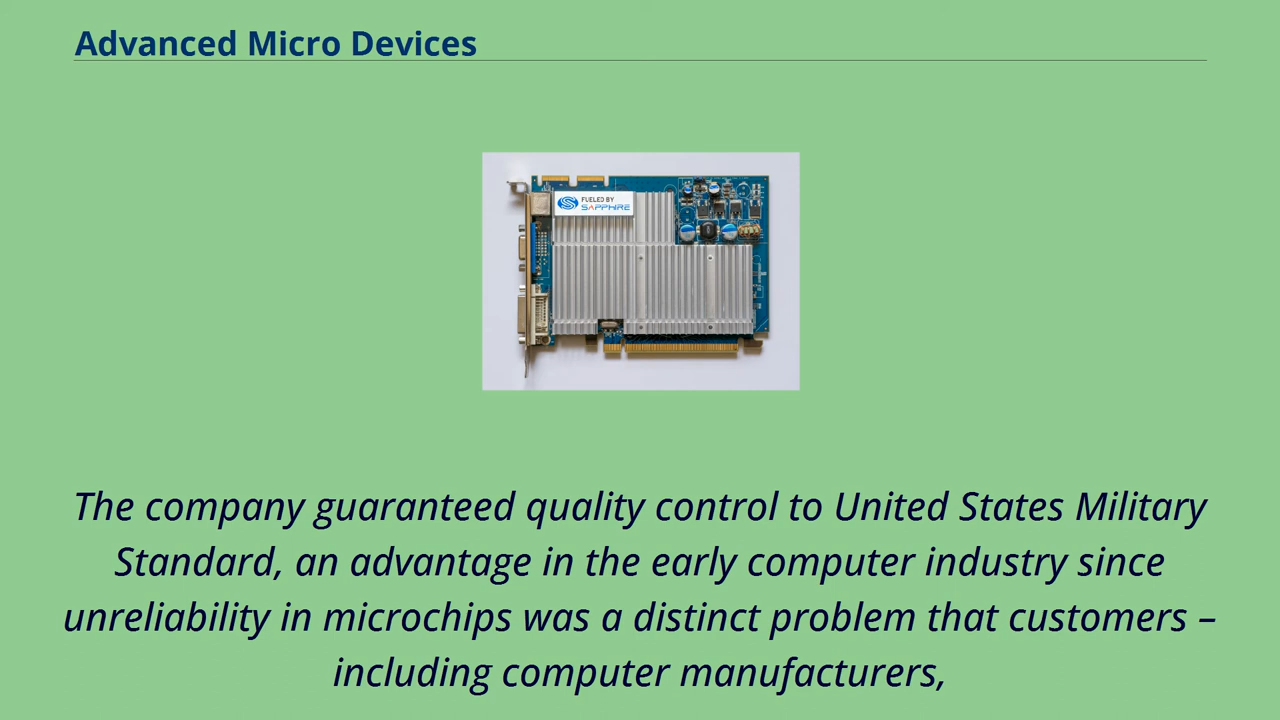 Advanced Micro Devices
FUELED BY
SAPPHIRE
The company guaranteed quality control to United States Military
Standard, an advantage in the early computer industry since
unreliability in microchips was a distinct problem that customers –
including computer manufacturers,